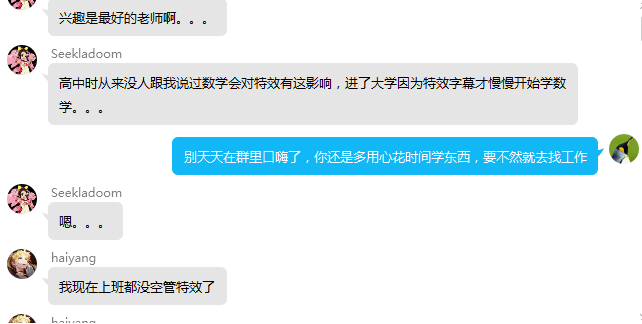 兴趣是最好的老师啊。。。
Seekladoom
高中时从来没人跟我说过数学会对特效有这影响，进了大学因为特效字幕才慢慢开始学数
学。。。
别天天在群里口嗨了，你还是多用心花时间学东西，要不然就去找工作
Seekladoom
嗯。。。
haiyang
我现在上班都没空管特效了
haiyang